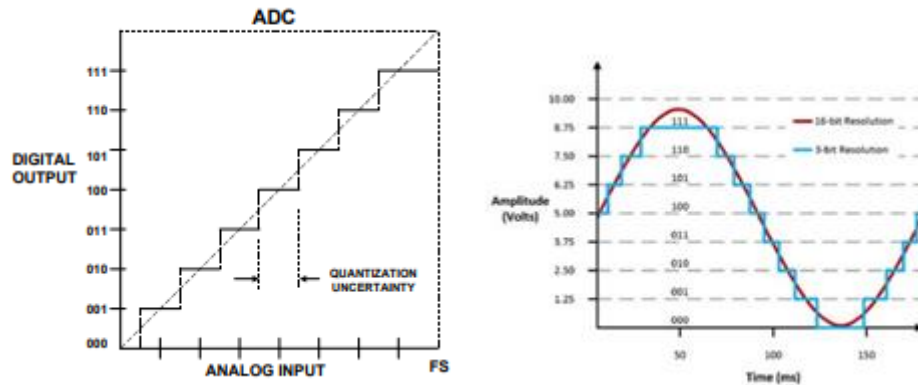 ADC
111
110
101
100
011
010
001
000
DIGITAL
OUTPUT
QUANTIZATION
UNCERTAINTY
ANALOG INPUT
FS
10.00
8.75
7.50
6.25
5.00
3.75
2.50
1.25
Amplitude
(Volts)
111
110
101
100
011
010
001
000
16-bit Resolution
3-bit Resolution
50
100
150
Time (ms)